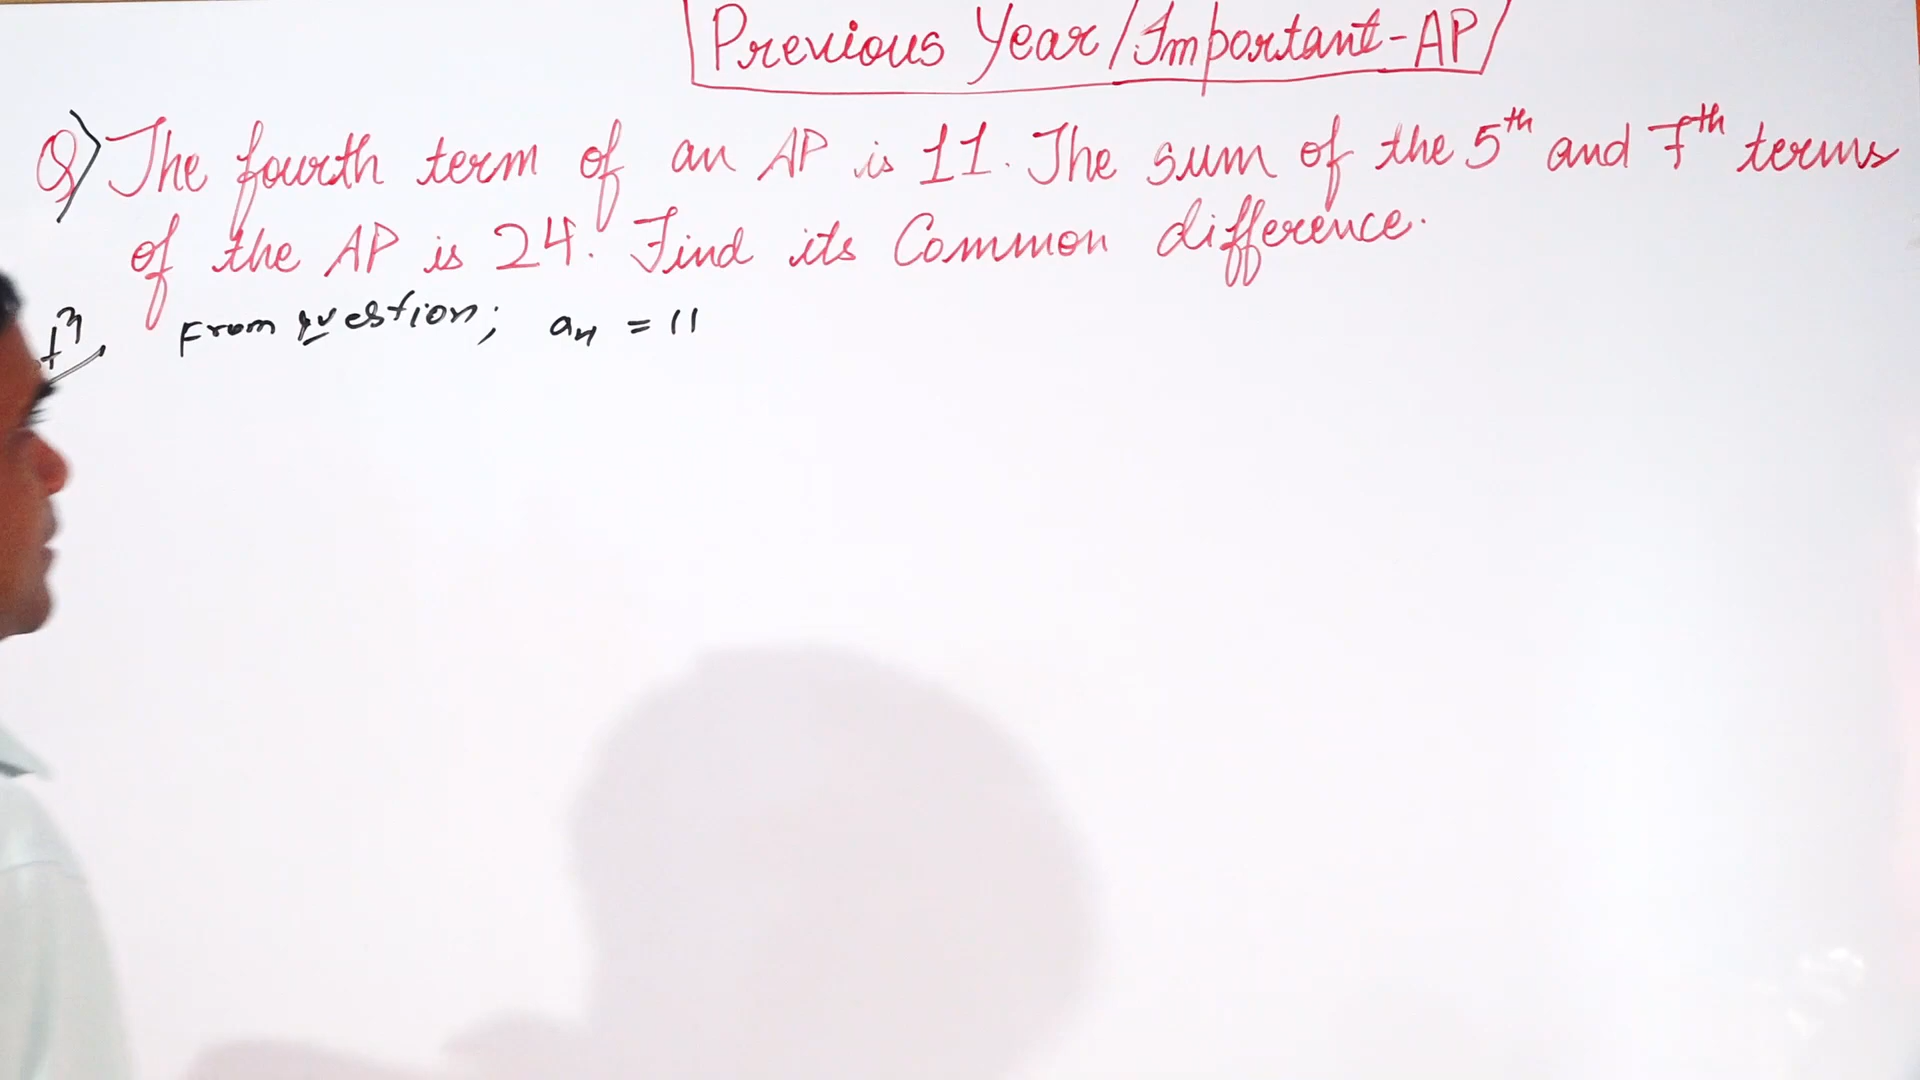 Previous Year/Important-AP/
Q) The fourth term of an AP is 11. The sum of the 5th and 7th terms
of the AP is 24. Find its Common difference.
From question; a4 = 11